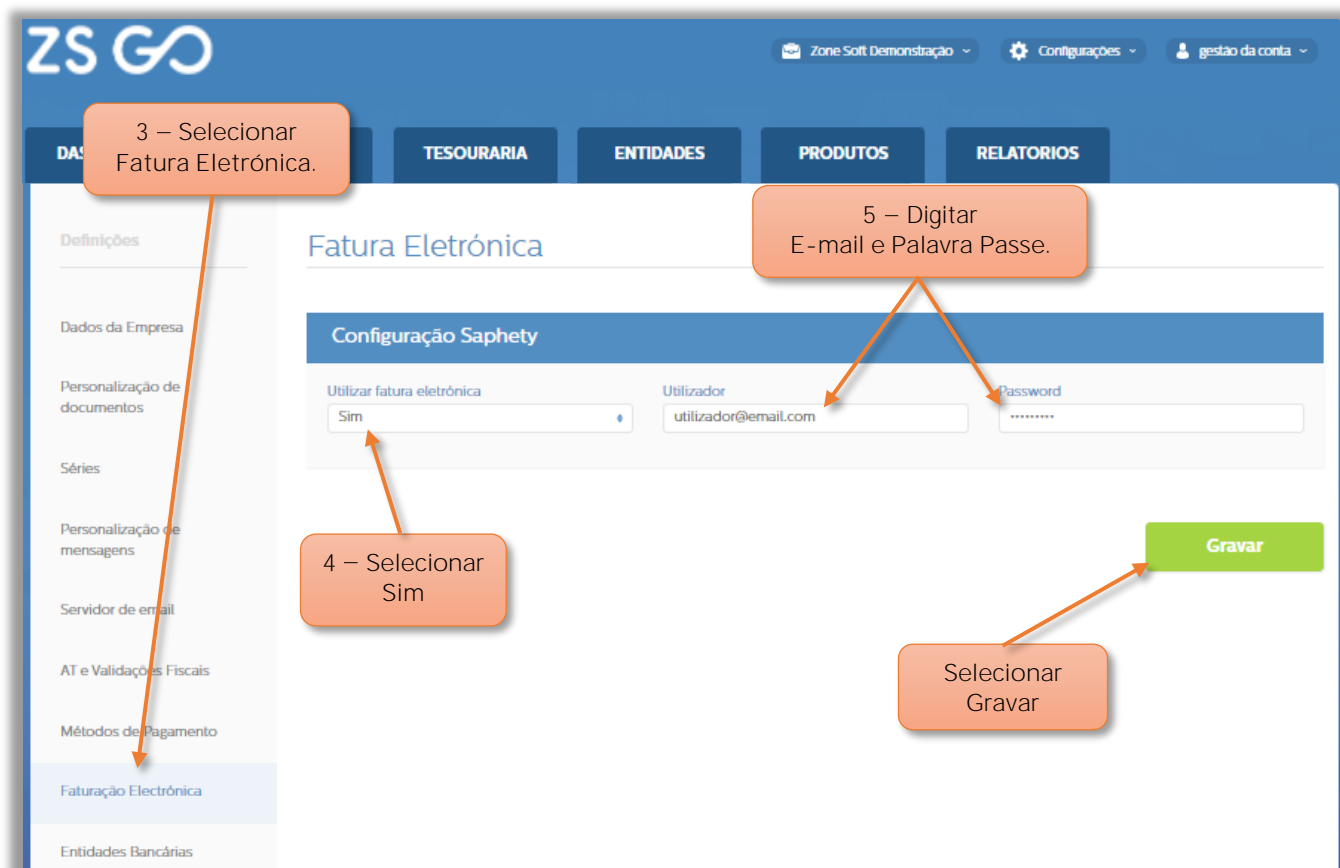 ZS GO
Zone Soft Demonstração
Configurações
gestão da conta
3 – Selecionar
Fatura Eletrónica.
TESOURARIA
ENTIDADES
PRODUTOS
RELATORIOS
5 – Digitar
E-mail e Palavra Passe.
Definições
Fatura Eletrónica
Dados da Empresa
Configuração Saphety
Personalização de
documentos
Utilizar fatura eletrónica
Utilizador
Password
Sim
utilizador@email.com
•••••••••
Séries
Personalização de
mensagens
4 – Selecionar
Sim
Gravar
Servidor de email
AT e Validações Fiscais
Selecionar
Gravar
Métodos de Pagamento
Faturação Electrónica
Entidades Bancárias